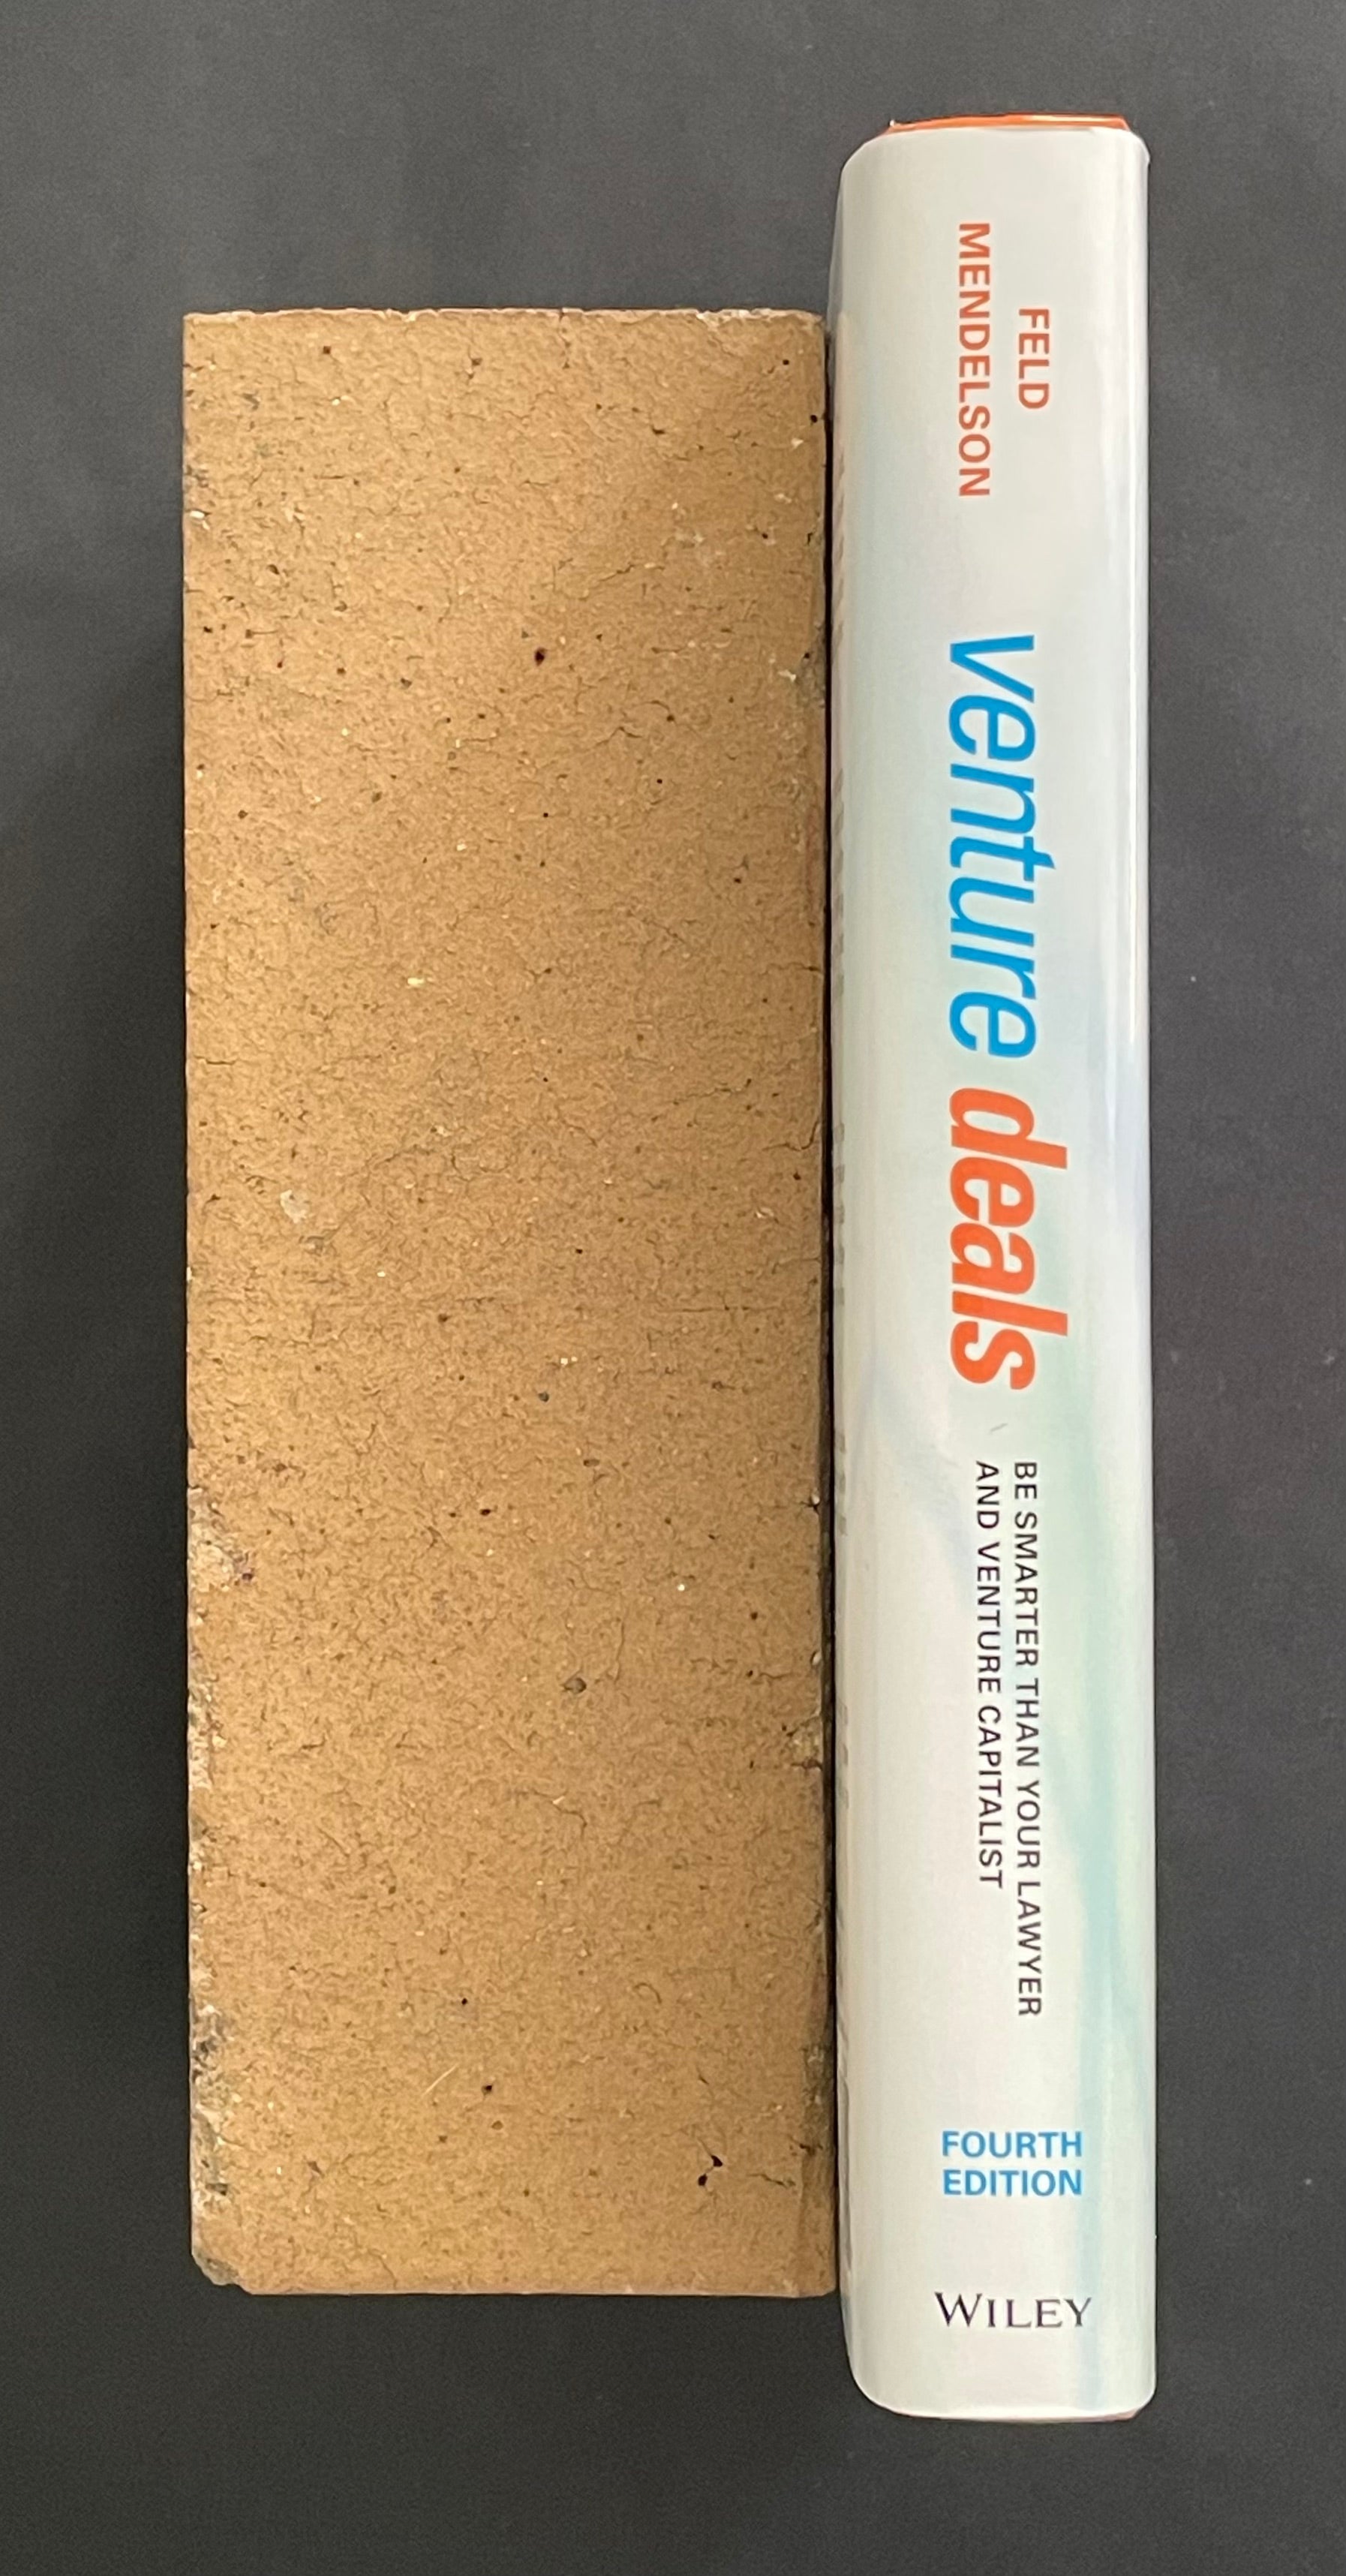 FELD
MENDELSON
venture deals
BE SMARTER THAN YOUR LAWYER
AND VENTURE CAPITALIST
FOURTH
EDITION
WILEY